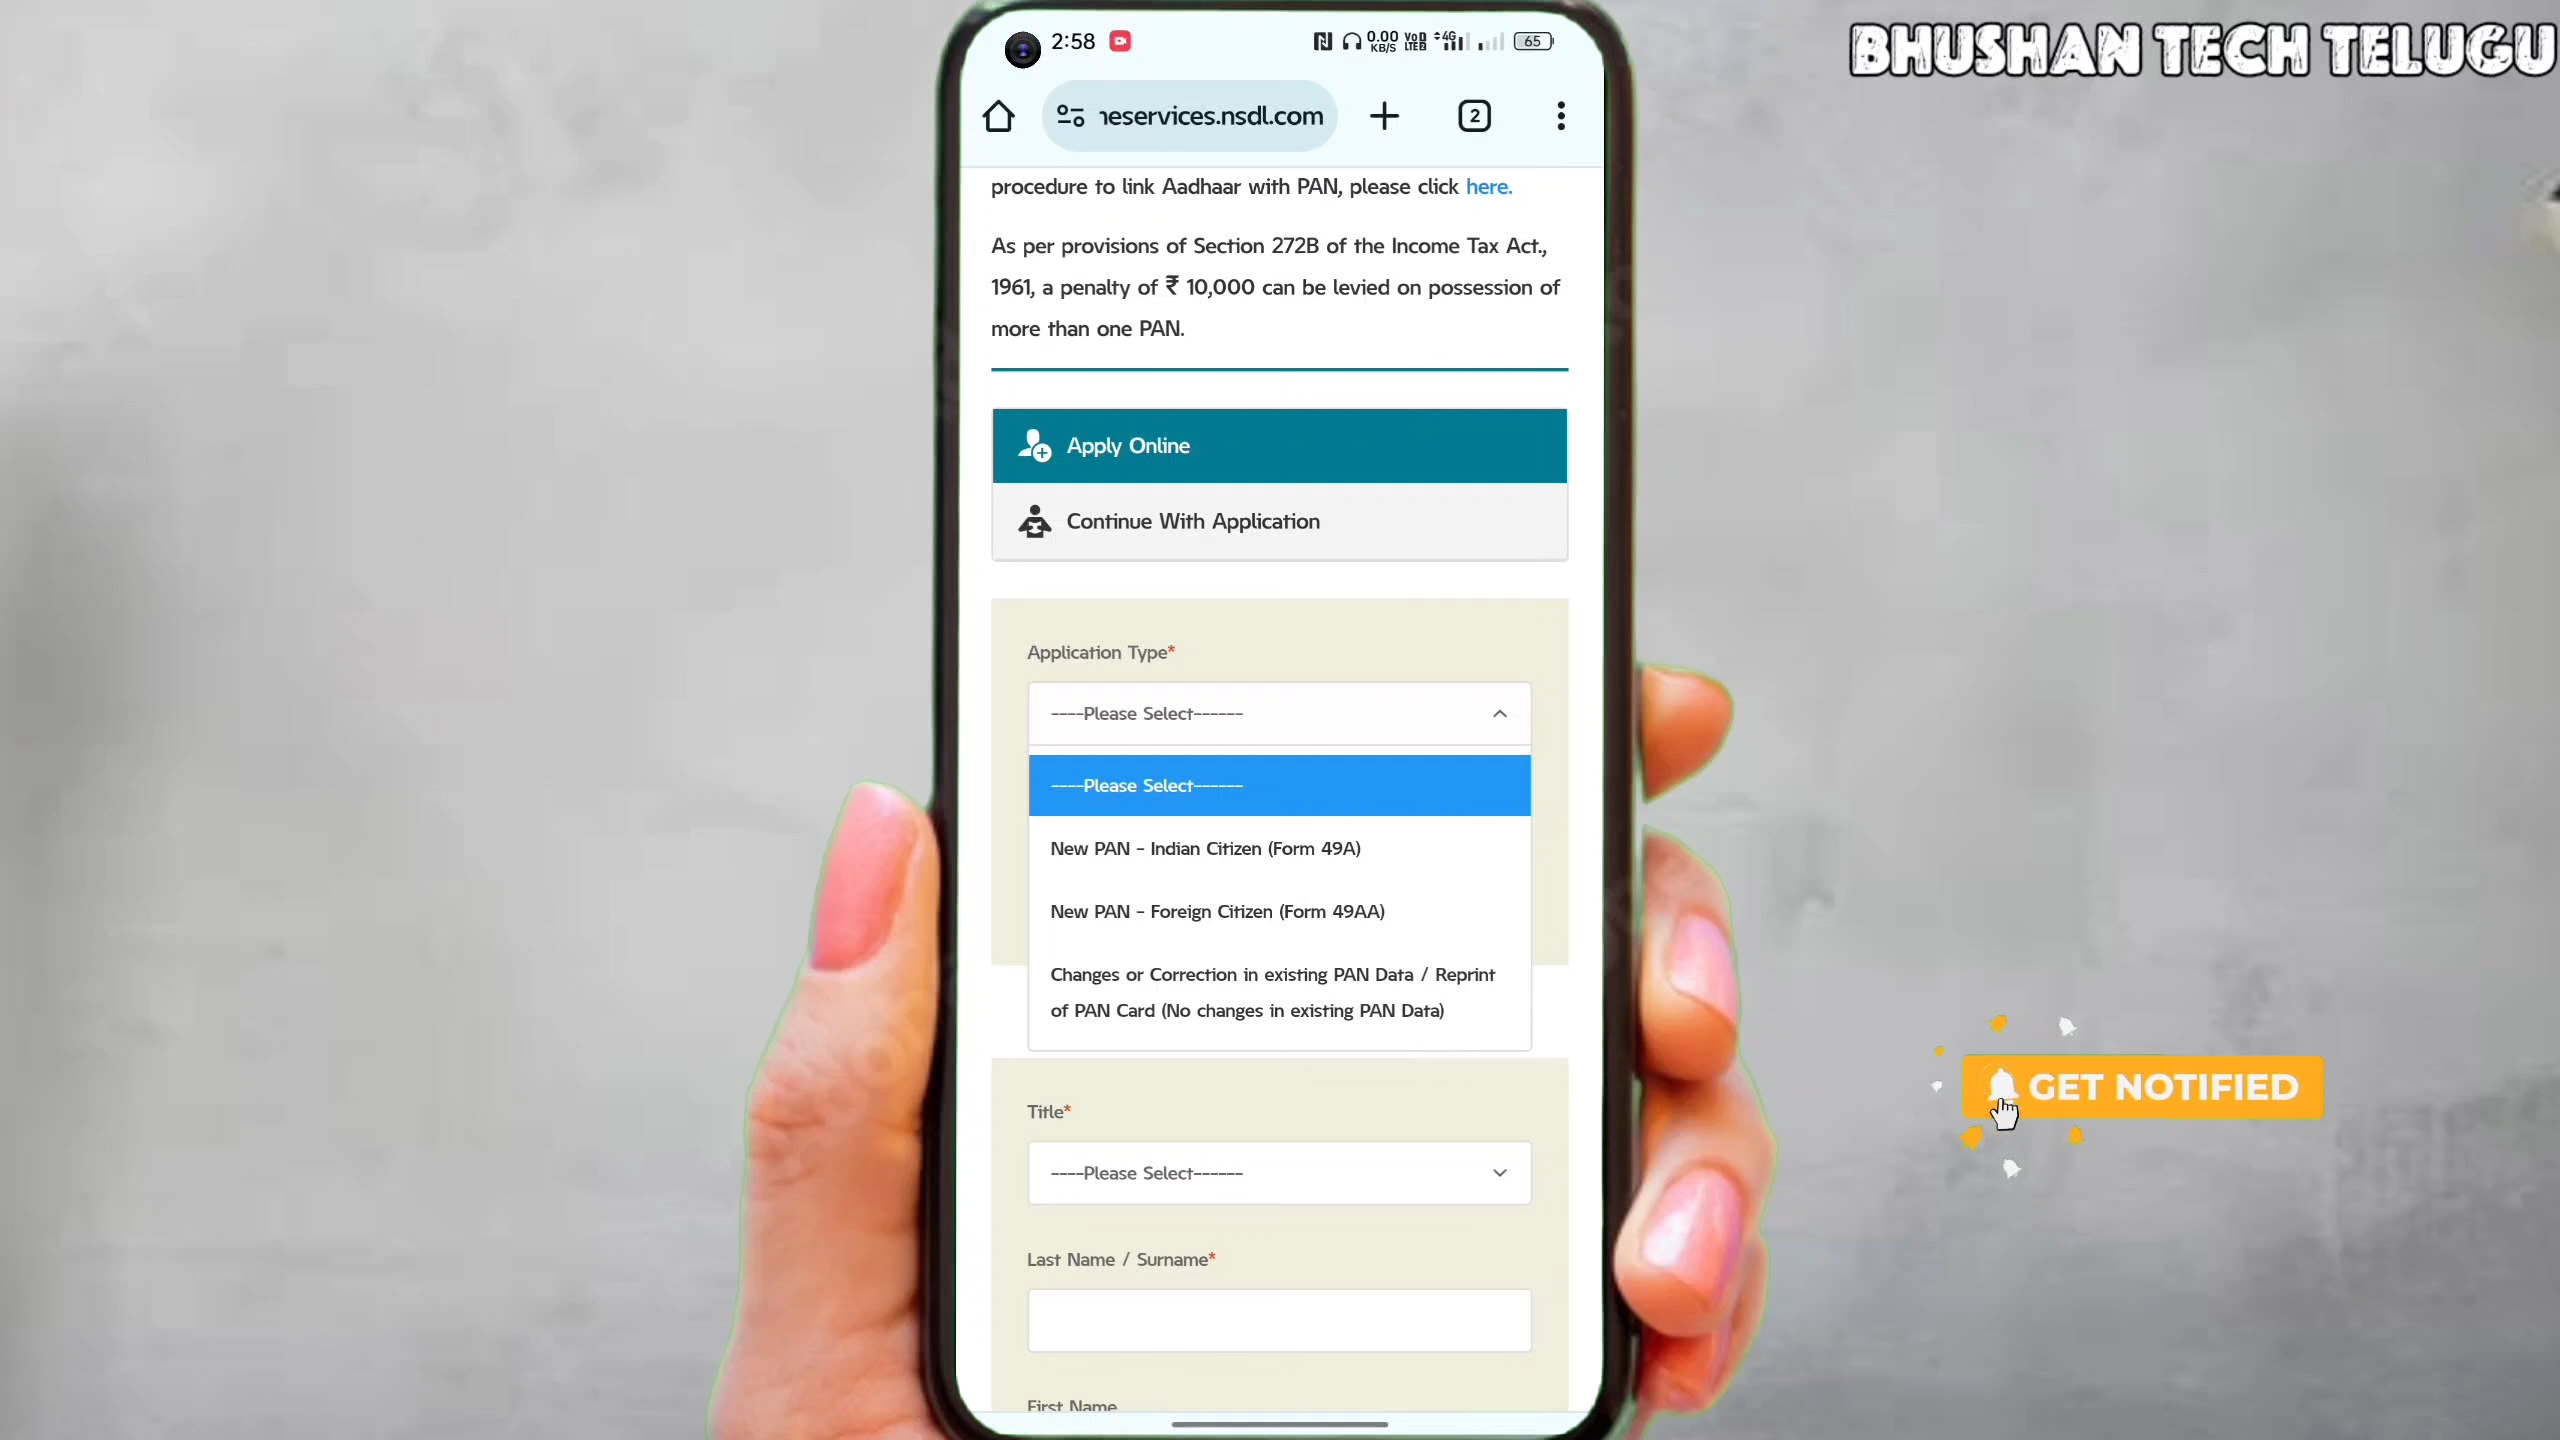 BHUSHAN TECH TELUGU
2:58
0.00
KB/S
4G
65
neservices.nsdl.com
2
procedure to link Aadhaar with PAN, please click here.
As per provisions of Section 272B of the Income Tax Act.,
1961, a penalty of ₹ 10,000 can be levied on possession of
more than one PAN.
Apply Online
Continue With Application
Application Type*
----Please Select------
----Please Select------
New PAN - Indian Citizen (Form 49A)
New PAN - Foreign Citizen (Form 49AA)
Changes or Correction in existing PAN Data / Reprint
of PAN Card (No changes in existing PAN Data)
GET NOTIFIED
Title*
----Please Select------
Last Name / Surname*
First Name